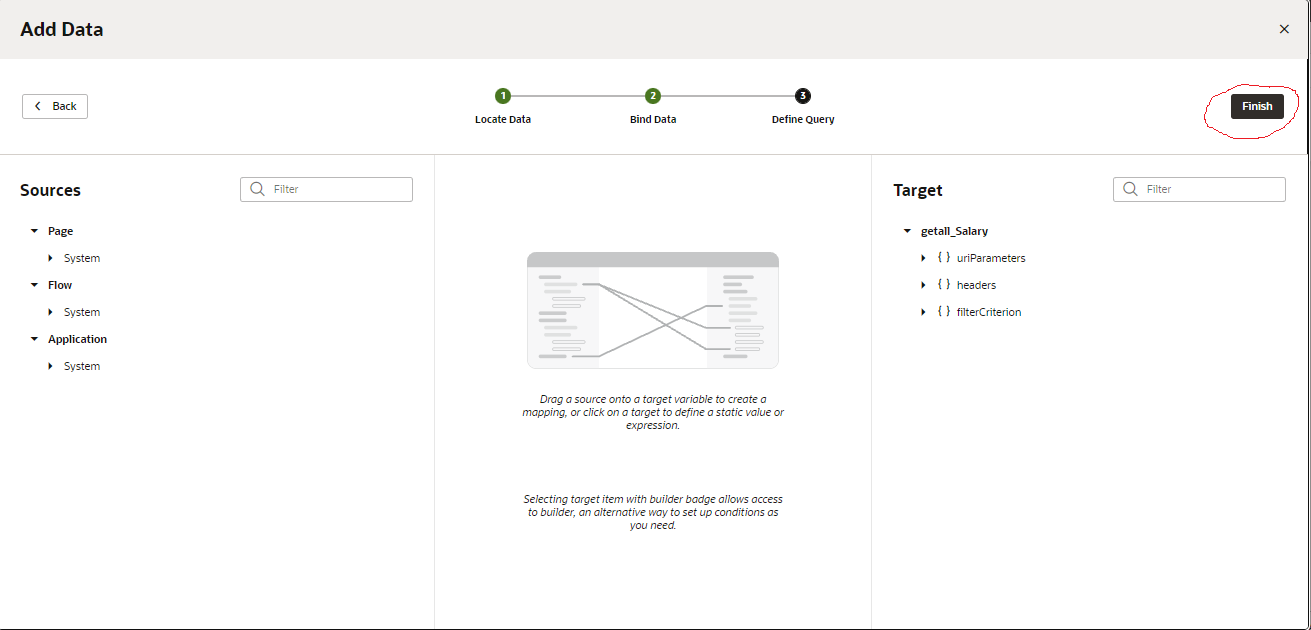 Add Data
Back
1
2
3
Locate Data
Bind Data
Define Query
Finish
Sources
Filter
Page
System
Flow
System
Application
System
Drag a source onto a target variable to create a
mapping, or click on a target to define a static value or
expression.
Selecting target item with builder badge allows access
to builder, an alternative way to set up conditions as
you need.
Target
Filter
getall_Salary
{ } uriParameters
{ } headers
{ } filterCriterion